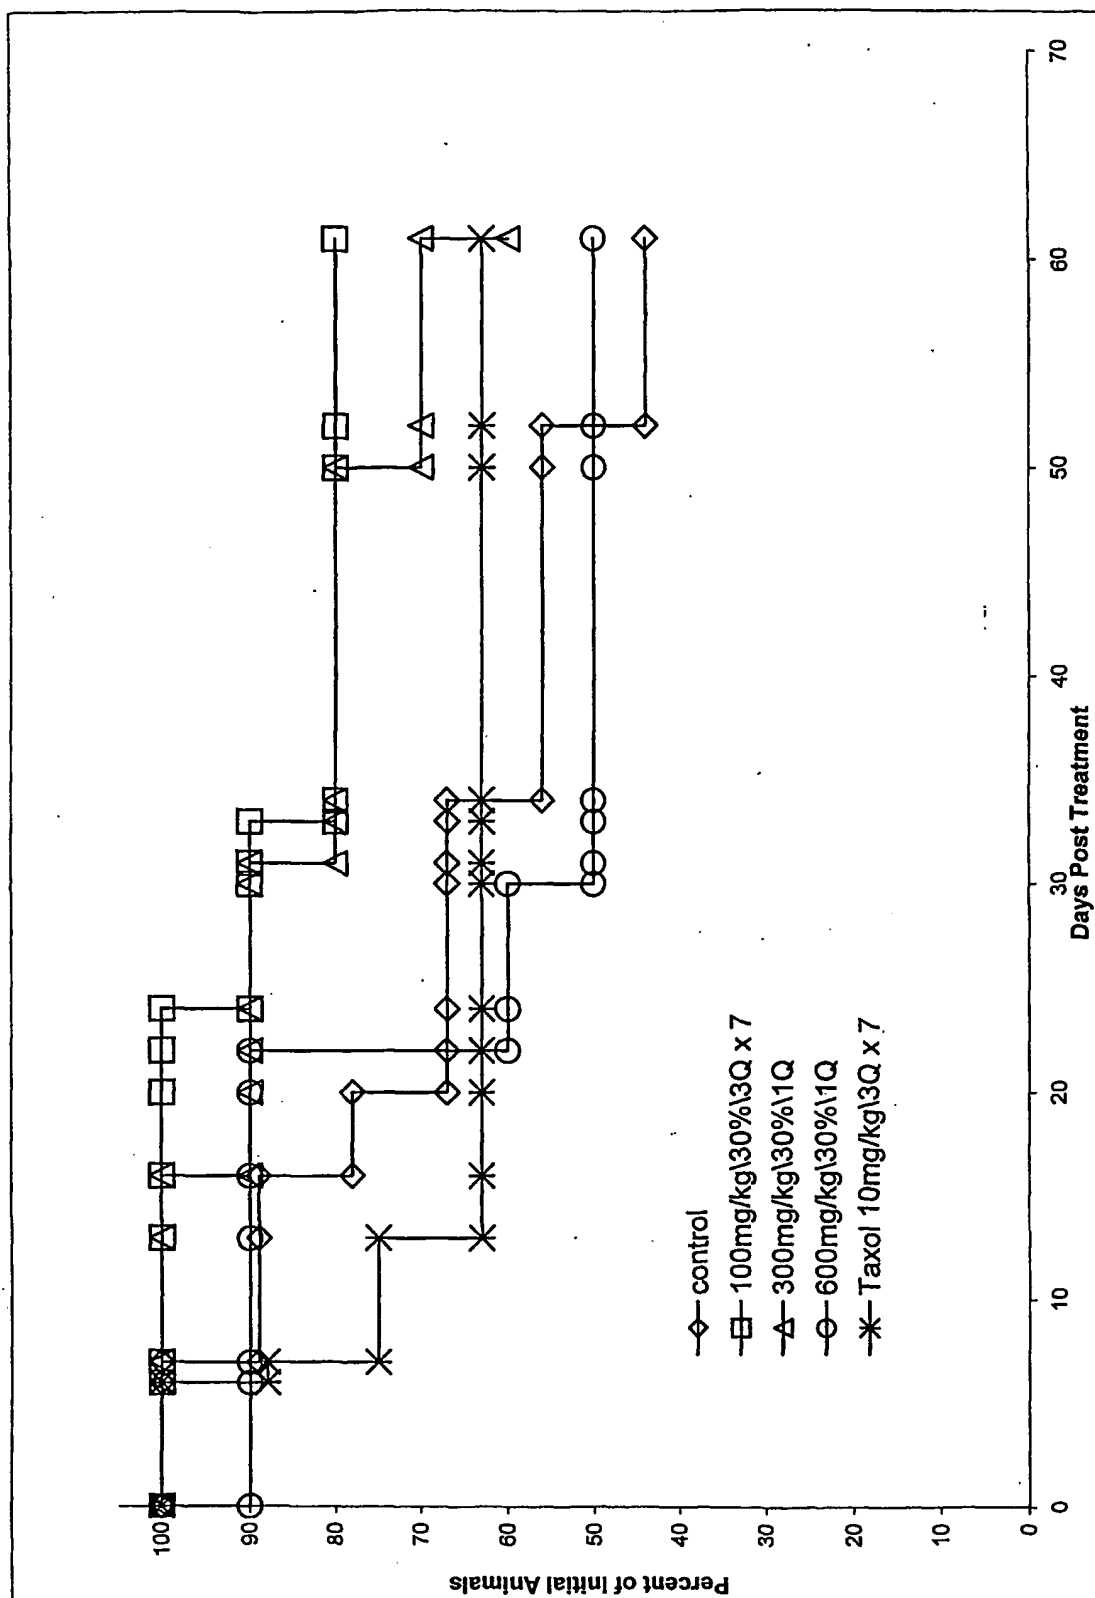 Percent of Initial Animals
100
90
80
70
60
50
40
30
20
10
0
0
10
20
30
40
50
60
70
Days Post Treatment
control
100mg/kg\30%\3Q x 7
300mg/kg\30%\1Q
600mg/kg\30%\1Q
Taxol 10mg/kg\3Q x 7